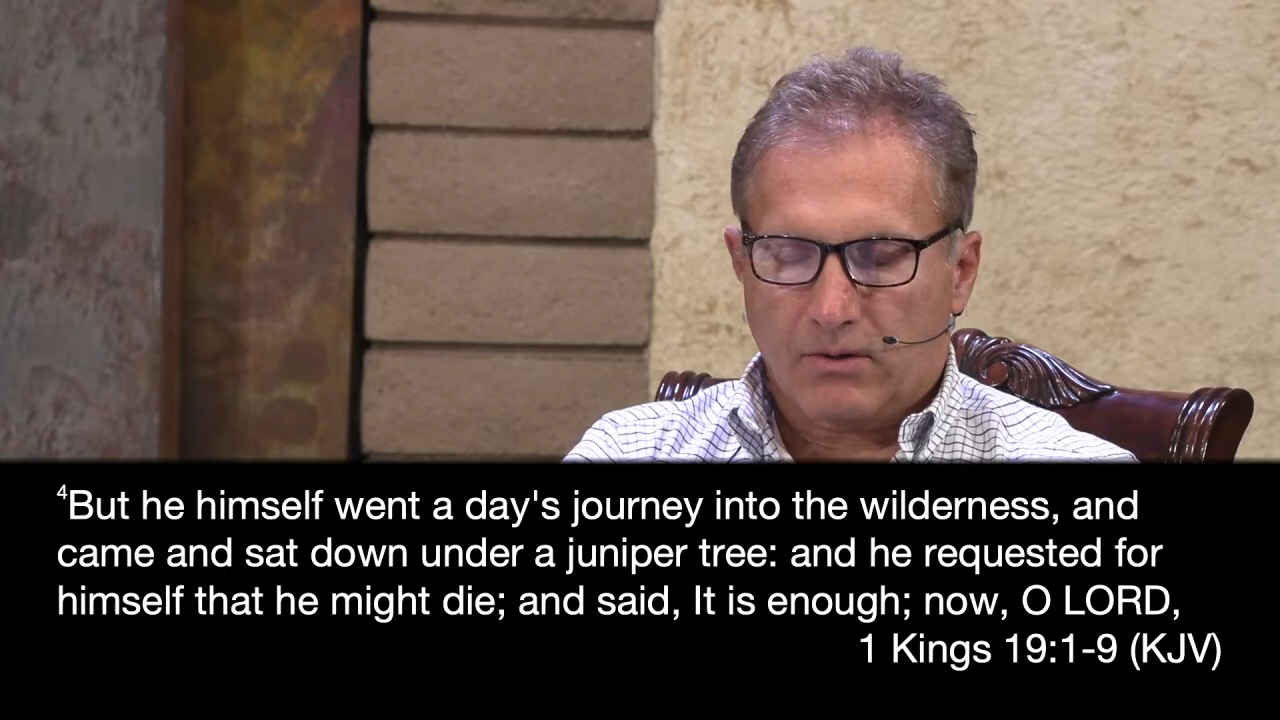 ⁴But he himself went a day's journey into the wilderness, and
came and sat down under a juniper tree: and he requested for
himself that he might die; and said, It is enough; now, O LORD,
1 Kings 19:1-9 (KJV)